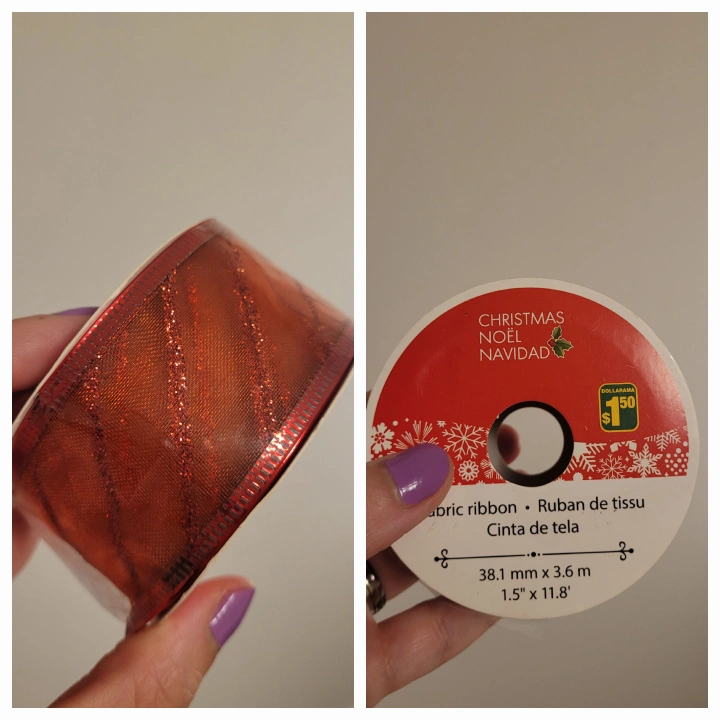 CHRISTMAS
NOËL
NAVIDAD
DOLLARAMA
$1.50
abric ribbon • Ruban de tissu
Cinta de tela
38.1 mm x 3.6 m
1.5" x 11.8'